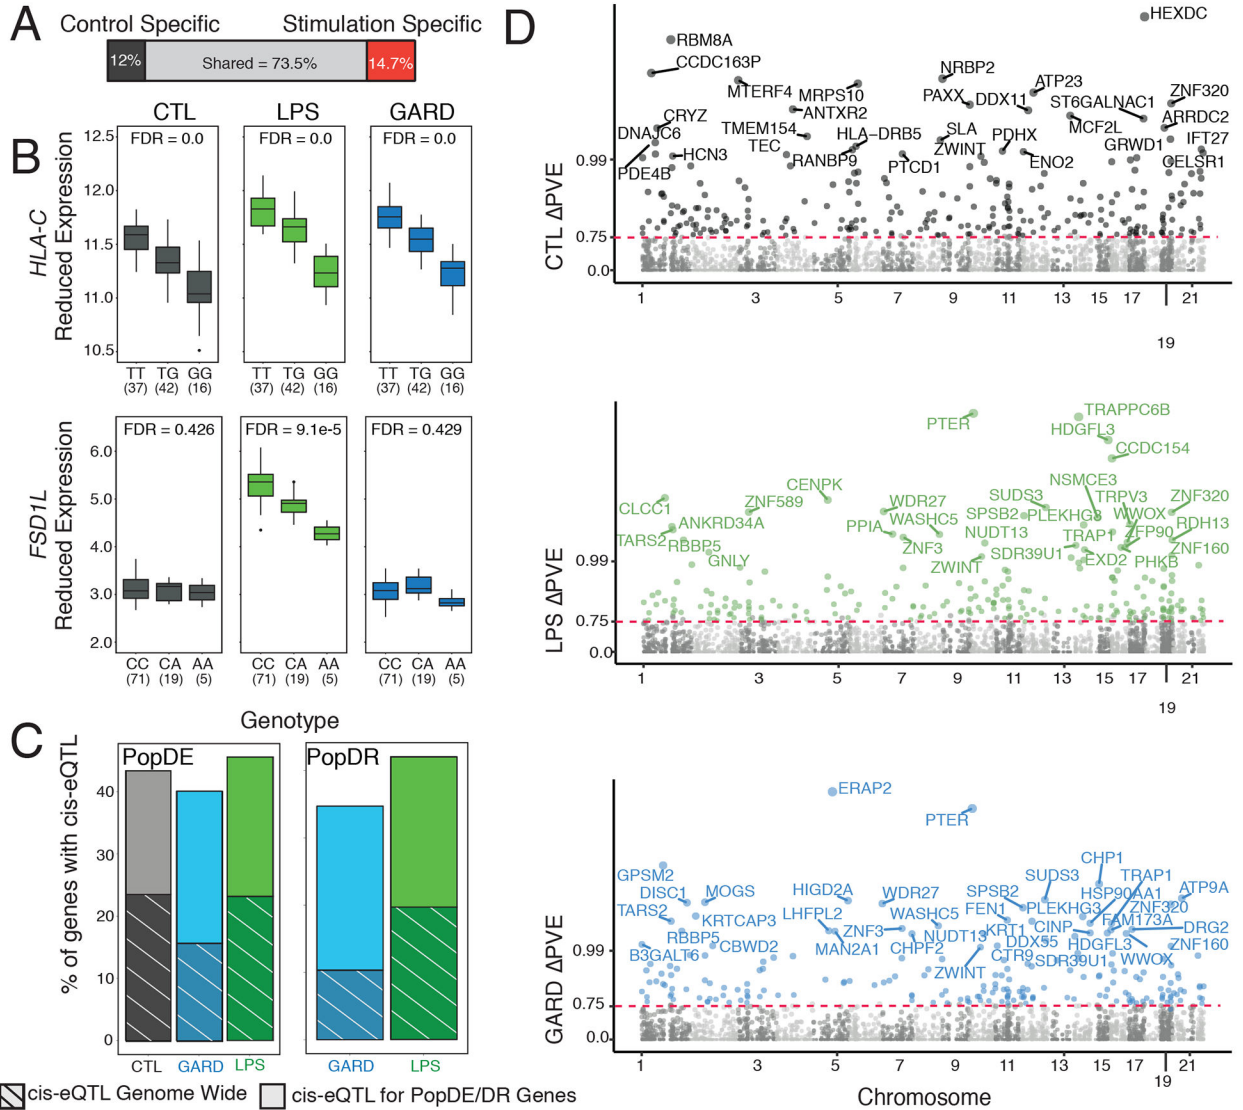 A
Control Specific
Stimulation Specific
12%
Shared = 73.5%
14.7%
B
CTL
LPS
GARD
HLA-C
Reduced Expression
12.5
12.0
11.5
11.0
10.5
FDR = 0.0
FDR = 0.0
FDR = 0.0
TT TG GG
(37) (42) (16)
TT TG GG
(37) (42) (16)
TT TG GG
(37) (42) (16)
FSD1L
Reduced Expression
6.0
5.0
4.0
3.0
2.0
FDR = 0.426
FDR = 9.1e-5
FDR = 0.429
CC CA AA
(71) (19) (5)
CC CA AA
(71) (19) (5)
CC CA AA
(71) (19) (5)
Genotype
C
% of genes with cis-eQTL
40
30
20
10
0
PopDE
PopDR
CTL GARD LPS
GARD LPS
cis-eQTL Genome Wide
cis-eQTL for PopDE/DR Genes
D
CTL ΔPVE
0.99
0.75
0.0
HEXDC
RBM8A
CCDC163P
MTERF4
MRPS10
NRBP2
ATP23
PAXX
DDX11
ST6GALNAC1
ZNF320
ANTXR2
CRYZ
DNAJC6
TMEM154
HLA-DRB5
SLA
PDHX
MCF2L
ARRDC2
TEC
ZWINT
GRWD1
IFT27
HCN3
RANBP9
PTCD1
ENO2
CELSR1
PDE4B
1 3 5 7 9 11 13 15 17 21
19
LPS ΔPVE
0.99
0.75
0.0
PTER
TRAPPC6B
HDGFL3
CCDC154
CENPK
NSMCE3
CLCC1
ZNF589
WDR27
SUDS3
TRPV3
ZNF320
ANKRD34A
PPIA
WASHC5
SPSB2
PLEKHG3
WWOX
RDH13
TARS2
RBBP5
ZNF3
NUDT13
TRAP1
ZFP90
GNLY
ZWINT
SDR39U1
EXD2
PHKB
ZNF160
1 3 5 7 9 11 13 15 17 21
19
GARD ΔPVE
0.99
0.75
0.0
ERAP2
PTER
GPSM2
CHP1
DISC1
MOGS
HIGD2A
WDR27
SPSB2
SUDS3
TRAP1
HSP90AA1
ATP9A
TARS2
KRTCAP3
LHFPL2
WASHC5
FEN1
PLEKHG3
ZNF320
RBBP5
ZNF3
NUDT13
KRT1
CINP
FAM173A
DRG2
B3GALT6
CBWD2
MAN2A1
CHPF2
DDX55
HDGFL3
ZNF160
ZWINT
CTR9
SDR39U1
WWOX
1 3 5 7 9 11 13 15 17 21
19
Chromosome